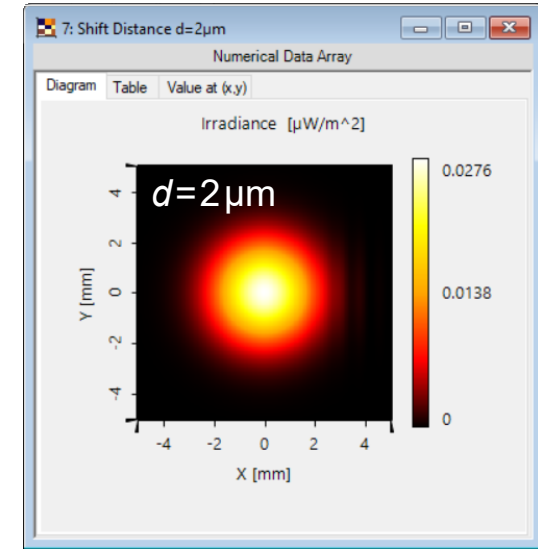 7: Shift Distance d=2µm
Numerical Data Array
Diagram Table Value at (x,y)
Irradiance [µW/m^2]
d=2µm
0.0276
0.0138
0
4
2
0
-2
-4
Y [mm]
-4 -2 0 2 4
X [mm]